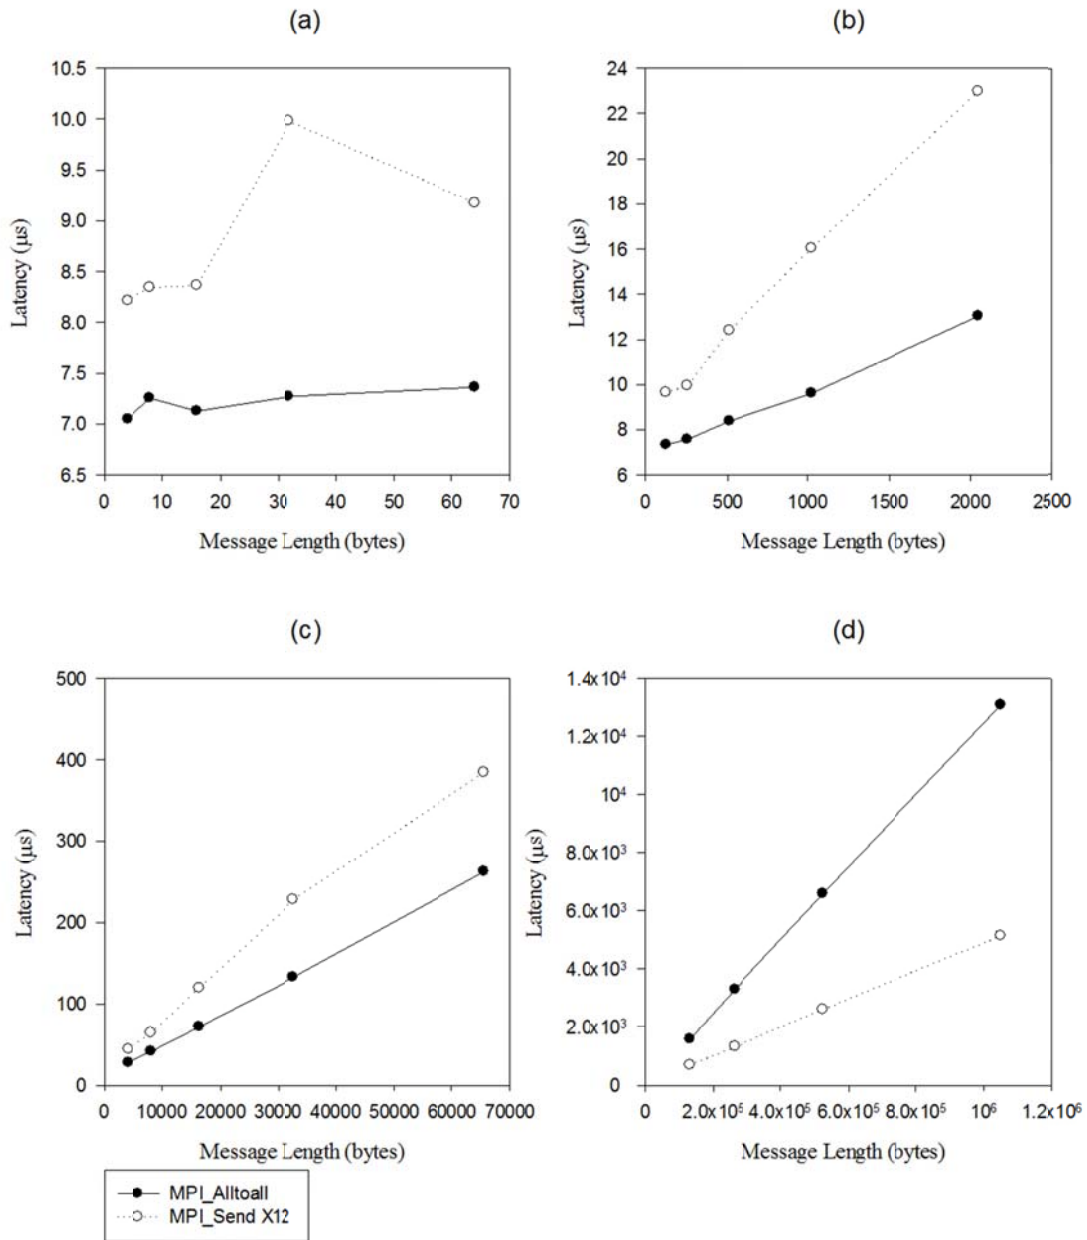 (a)
10.5
10.0
9.5
9.0
8.5
8.0
7.5
7.0
6.5
Latency (μs)
0 10 20 30 40 50 60 70
Message Length (bytes)
(b)
24
22
20
18
16
14
12
10
8
6
Latency (μs)
0 500 1000 1500 2000 2500
Message Length (bytes)
(c)
500
400
300
200
100
0
Latency (μs)
0 10000 20000 30000 40000 50000 60000 70000
Message Length (bytes)
(d)
1.4x10⁴
1.2x10⁴
10⁴
8.0x10³
6.0x10³
4.0x10³
2.0x10³
0
Latency (μs)
0 2.0x10⁵ 4.0x10⁵ 6.0x10⁵ 8.0x10⁵ 10⁶ 1.2x10⁶
Message Length (bytes)
MPI_Alltoall
MPI_Send X12